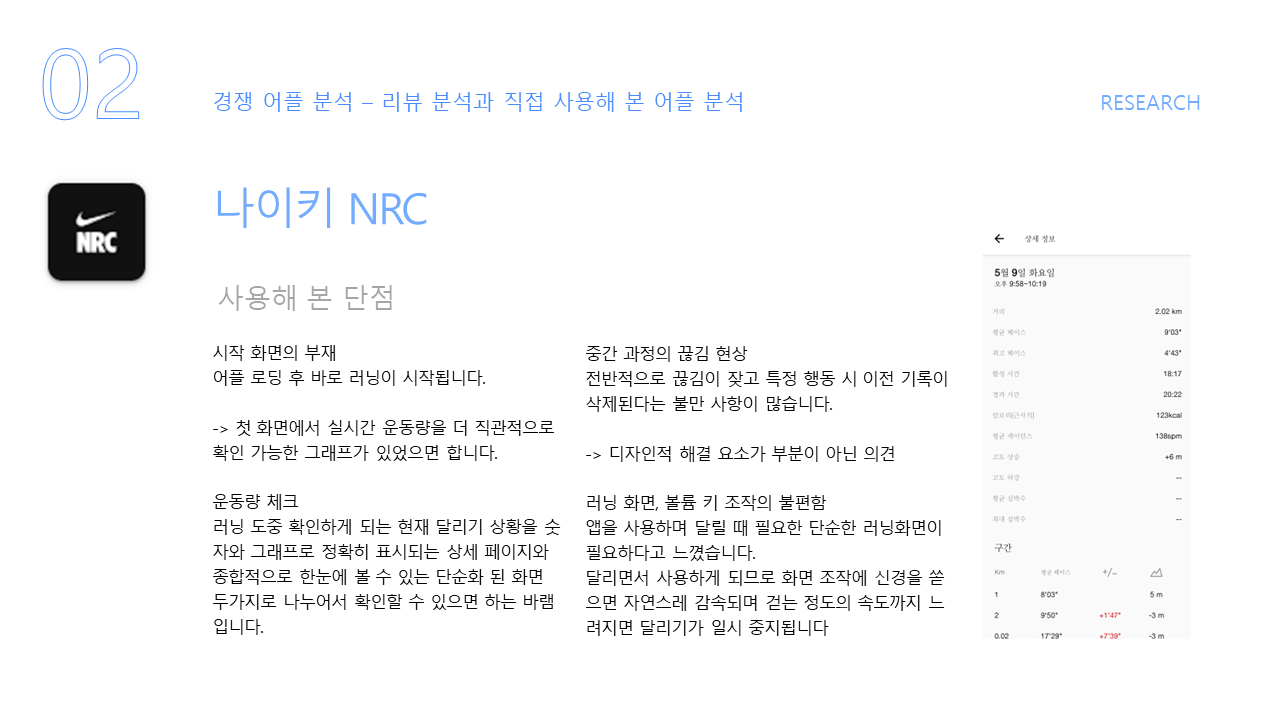 02
경쟁 어플 분석 – 리뷰 분석과 직접 사용해 본 어플 분석
RESEARCH
NRC
나이키 NRC
사용해 본 단점
시작 화면의 부재
어플 로딩 후 바로 러닝이 시작됩니다.
-> 첫 화면에서 실시간 운동량을 더 직관적으로
확인 가능한 그래프가 있었으면 합니다.
운동량 체크
러닝 도중 확인하게 되는 현재 달리기 상황을 숫
자와 그래프로 정확히 표시되는 상세 페이지와
종합적으로 한눈에 볼 수 있는 단순화 된 화면
두가지로 나누어서 확인할 수 있으면 하는 바램
입니다.
중간 과정의 끊김 현상
전반적으로 끊김이 잦고 특정 행동 시 이전 기록이
삭제된다는 불만 사항이 많습니다.
-> 디자인적 해결 요소가 부분이 아닌 의견
러닝 화면, 볼륨 키 조작의 불편함
앱을 사용하며 달릴 때 필요한 단순한 러닝화면이
필요하다고 느꼈습니다.
달리면서 사용하게 되므로 화면 조작에 신경을 쏟
으면 자연스레 감속되며 걷는 정도의 속도까지 느
려지면 달리기가 일시 중지됩니다
상세 정보
5월 9일 화요일
오후 9:58~10:19
거리 2.02 km
평균 페이스 9'03"
최고 페이스 4'43"
활성 시간 18:17
경과 시간 20:22
칼로리(근사치) 123kcal
평균 케이던스 138spm
고도 상승 +6 m
고도 하강 --
평균 심박수 --
최대 심박수 --
구간
Km 평균 페이스 +/-
1 8'03" 5 m
2 9'50" +1'47" -3 m
0.02 17'29" +7'39" -3 m